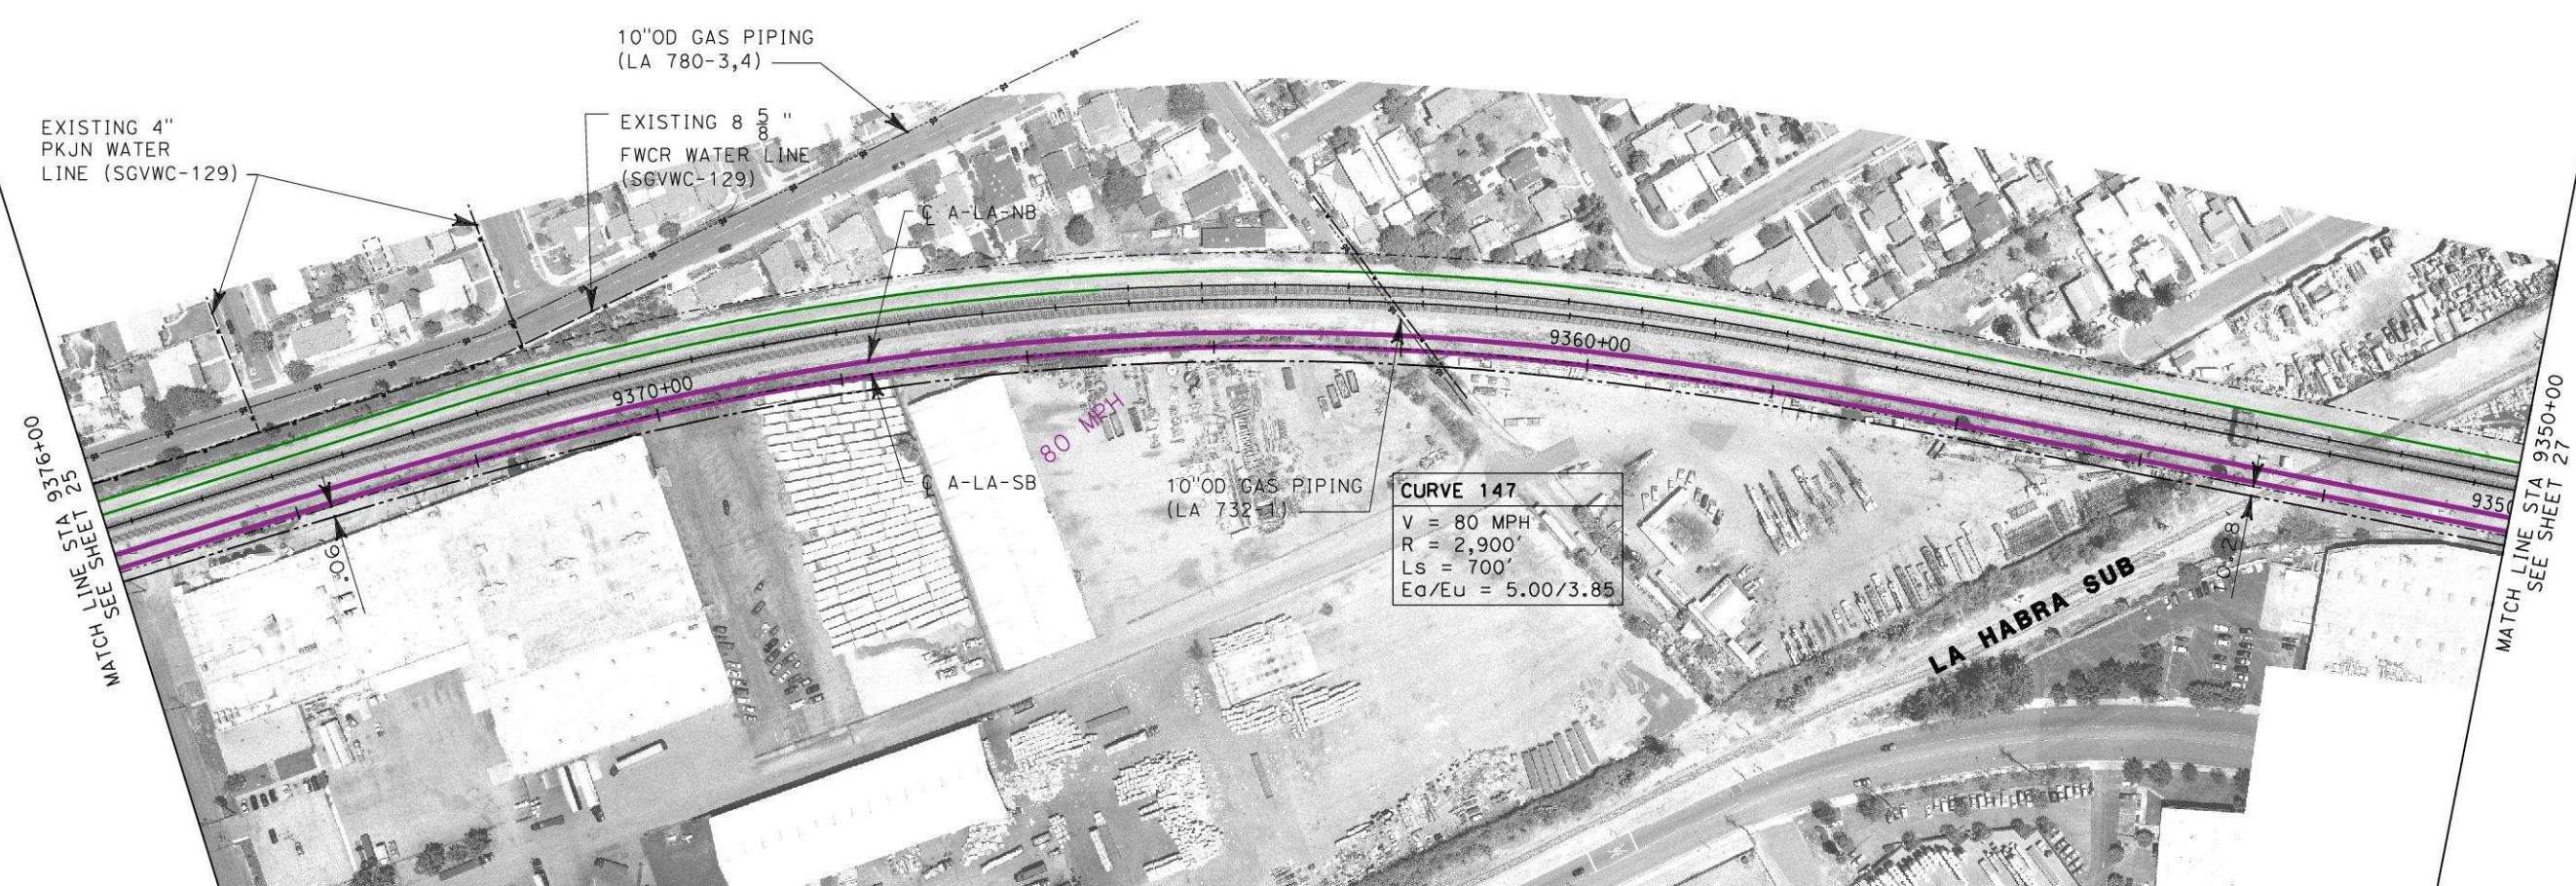 10"OD GAS PIPING
(LA 780-3,4)
EXISTING 4"
PKJN WATER
LINE (SGVWC-129)
EXISTING 8 5/8 "
FWCR WATER LINE
(SGVWC-129)
℄ A-LA-NB
9360+00
9370+00
80 MPH
℄ A-LA-SB
10"OD GAS PIPING
(LA 732-1)
CURVE 147
V = 80 MPH
R = 2,900'
Ls = 700'
Ea/Eu = 5.00/3.85
11.06
0.28
LA HABRA SUB
MATCH LINE STA 9376+00
SEE SHEET 25
9350
MATCH LINE STA 9350+00
SEE SHEET 27